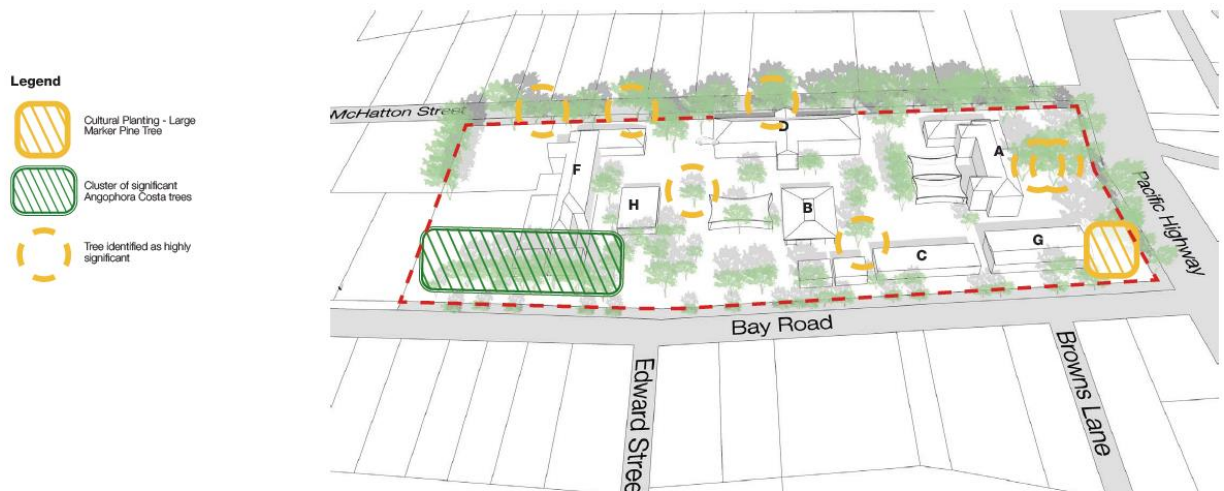 Legend
Cultural Planting - Large
Marker Pine Tree
Cluster of significant
Angophora Costa trees
Tree identified as highly
significant
McHatton Street
D
A
F
H
B
C
G
Pacific Highway
Bay Road
Edward Stree
Browns Lane